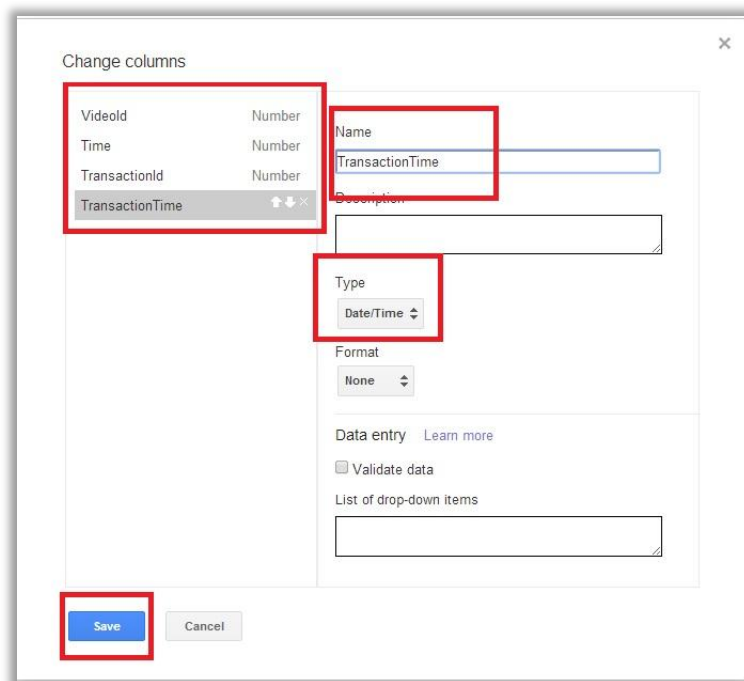 Change columns
VideoId Number
Time Number
TransactionId Number
TransactionTime
Name
TransactionTime
Description
Type
Date/Time
Format
None
Data entry Learn more
Validate data
List of drop-down items
Save Cancel